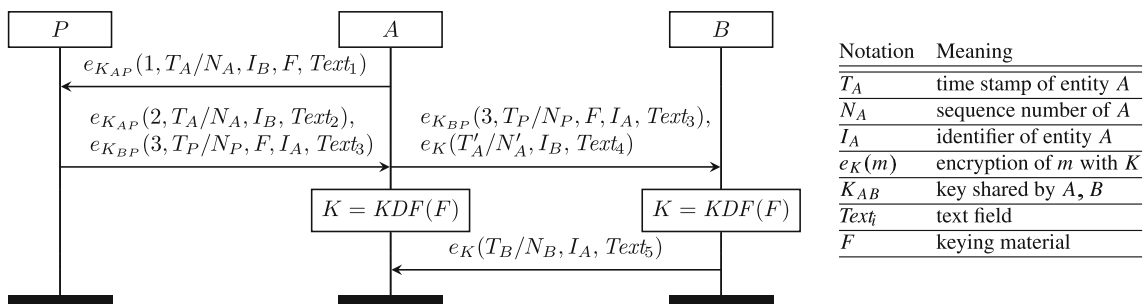 P
A
B
e_{K_{AP}}(1, T_A/N_A, I_B, F, Text_1)
e_{K_{AP}}(2, T_A/N_A, I_B, Text_2),
e_{K_{BP}}(3, T_P/N_P, F, I_A, Text_3)
e_{K_{BP}}(3, T_P/N_P, F, I_A, Text_3),
e_K(T'_A/N'_A, I_B, Text_4)
K = KDF(F)
K = KDF(F)
e_K(T_B/N_B, I_A, Text_5)
Notation Meaning
T_A time stamp of entity A
N_A sequence number of A
I_A identifier of entity A
e_K(m) encryption of m with K
K_{AB} key shared by A, B
Text_i text field
F keying material